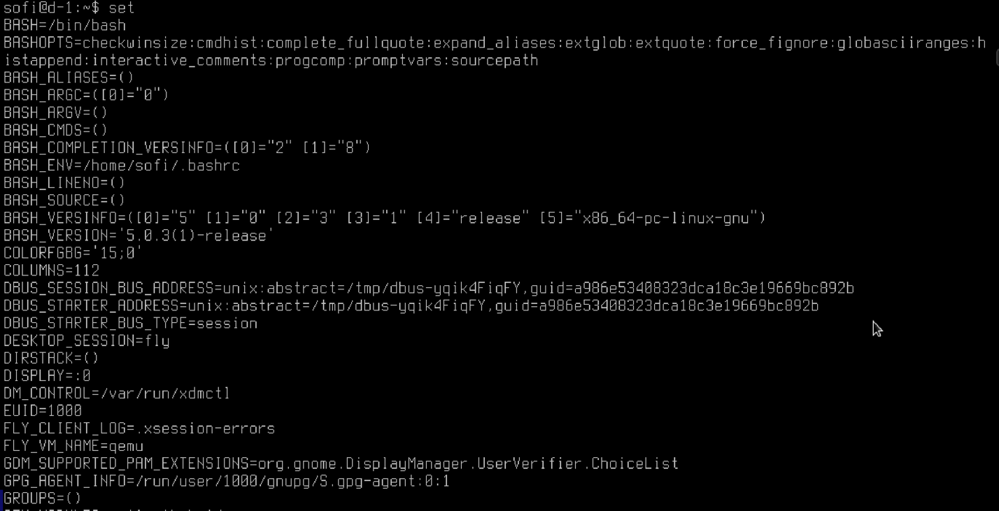 sofi@d-1:~$ set
BASH=/bin/bash
BASHOPTS=checkwinsize:cmdhist:complete_fullquote:expand_aliases:extglob:extquote:force_fignore:globasciiranges:h
istappend:interactive_comments:progcomp:promptvars:sourcepath
BASH_ALIASES=()
BASH_ARGC=([0]="0")
BASH_ARGV=()
BASH_CMDS=()
BASH_COMPLETION_VERSINFO=([0]="2" [1]="8")
BASH_ENV=/home/sofi/.bashrc
BASH_LINENO=()
BASH_SOURCE=()
BASH_VERSINFO=([0]="5" [1]="0" [2]="3" [3]="1" [4]="release" [5]="x86_64-pc-linux-gnu")
BASH_VERSION='5.0.3(1)-release'
COLORFGBG='15;0'
COLUMNS=112
DBUS_SESSION_BUS_ADDRESS=unix:abstract=/tmp/dbus-yqik4FiqFY,guid=a986e53408323dca18c3e19669bc892b
DBUS_STARTER_ADDRESS=unix:abstract=/tmp/dbus-yqik4FiqFY,guid=a986e53408323dca18c3e19669bc892b
DBUS_STARTER_BUS_TYPE=session
DESKTOP_SESSION=fly
DIRSTACK=()
DISPLAY=:0
DM_CONTROL=/var/run/xdmctl
EUID=1000
FLY_CLIENT_LOG=.xsession-errors
FLY_VM_NAME=qemu
GDM_SUPPORTED_PAM_EXTENSIONS=org.gnome.DisplayManager.UserVerifier.ChoiceList
GPG_AGENT_INFO=/run/user/1000/gnupg/S.gpg-agent:0:1
GROUPS=()